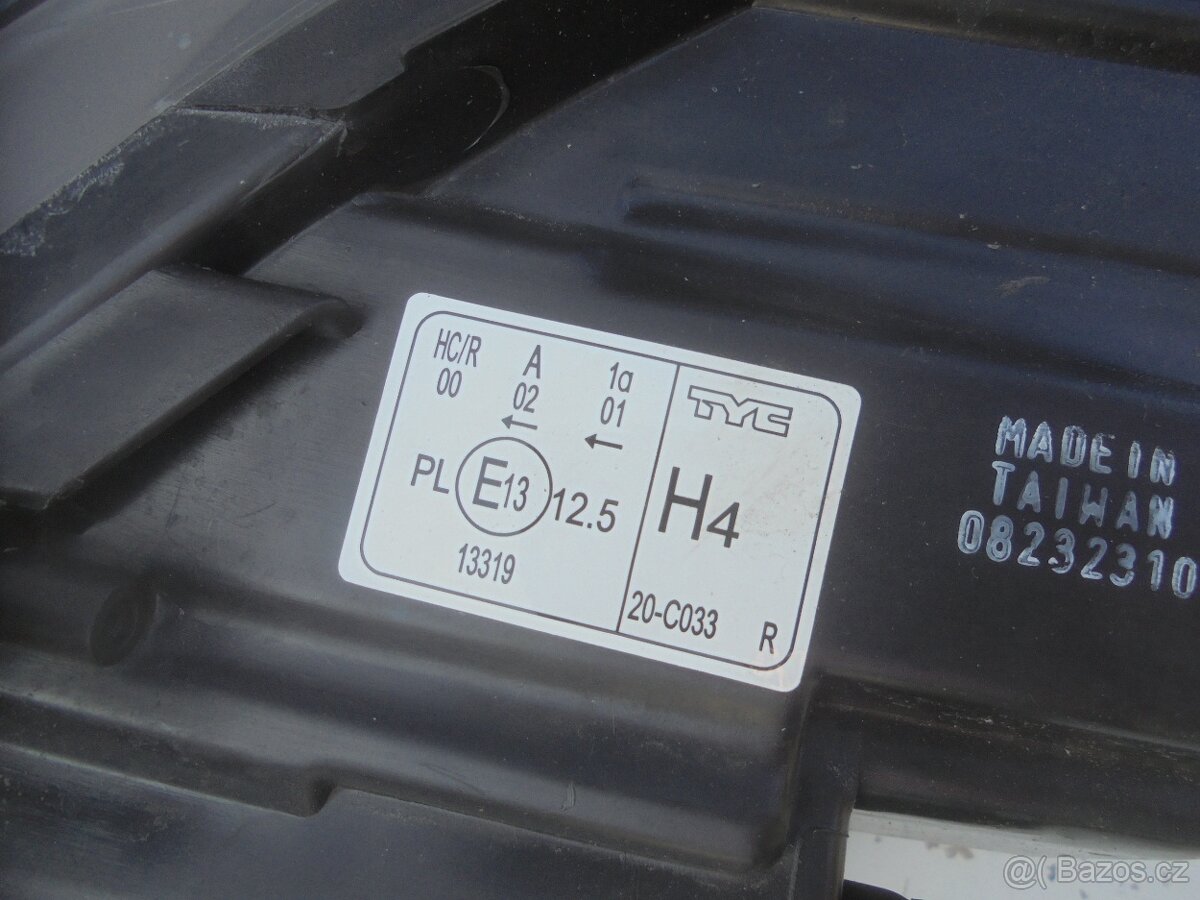 HC/R A 1a
00 02 01
← ←
PL E13 12.5
13319
TYC
H4
20-C033 R
MADE IN
TAIWAN
08232310
@( Bazos.cz